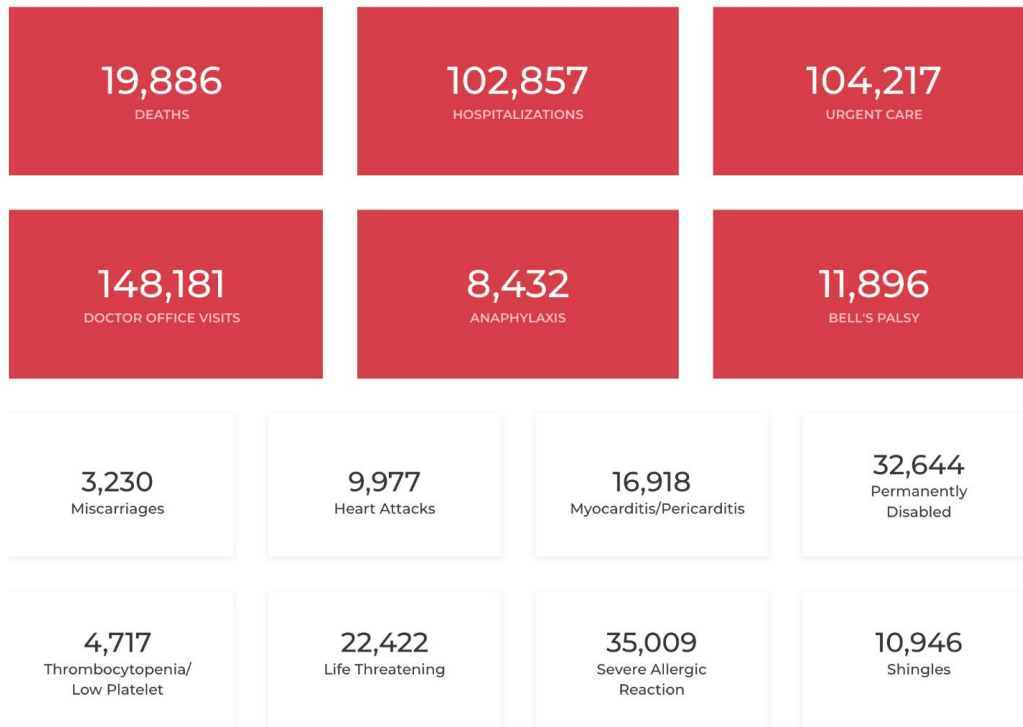 19,886
DEATHS
102,857
HOSPITALIZATIONS
104,217
URGENT CARE
148,181
DOCTOR OFFICE VISITS
8,432
ANAPHYLAXIS
11,896
BELL'S PALSY
3,230
Miscarriages
9,977
Heart Attacks
16,918
Myocarditis/Pericarditis
32,644
Permanently
Disabled
4,717
Thrombocytopenia/
Low Platelet
22,422
Life Threatening
35,009
Severe Allergic
Reaction
10,946
Shingles